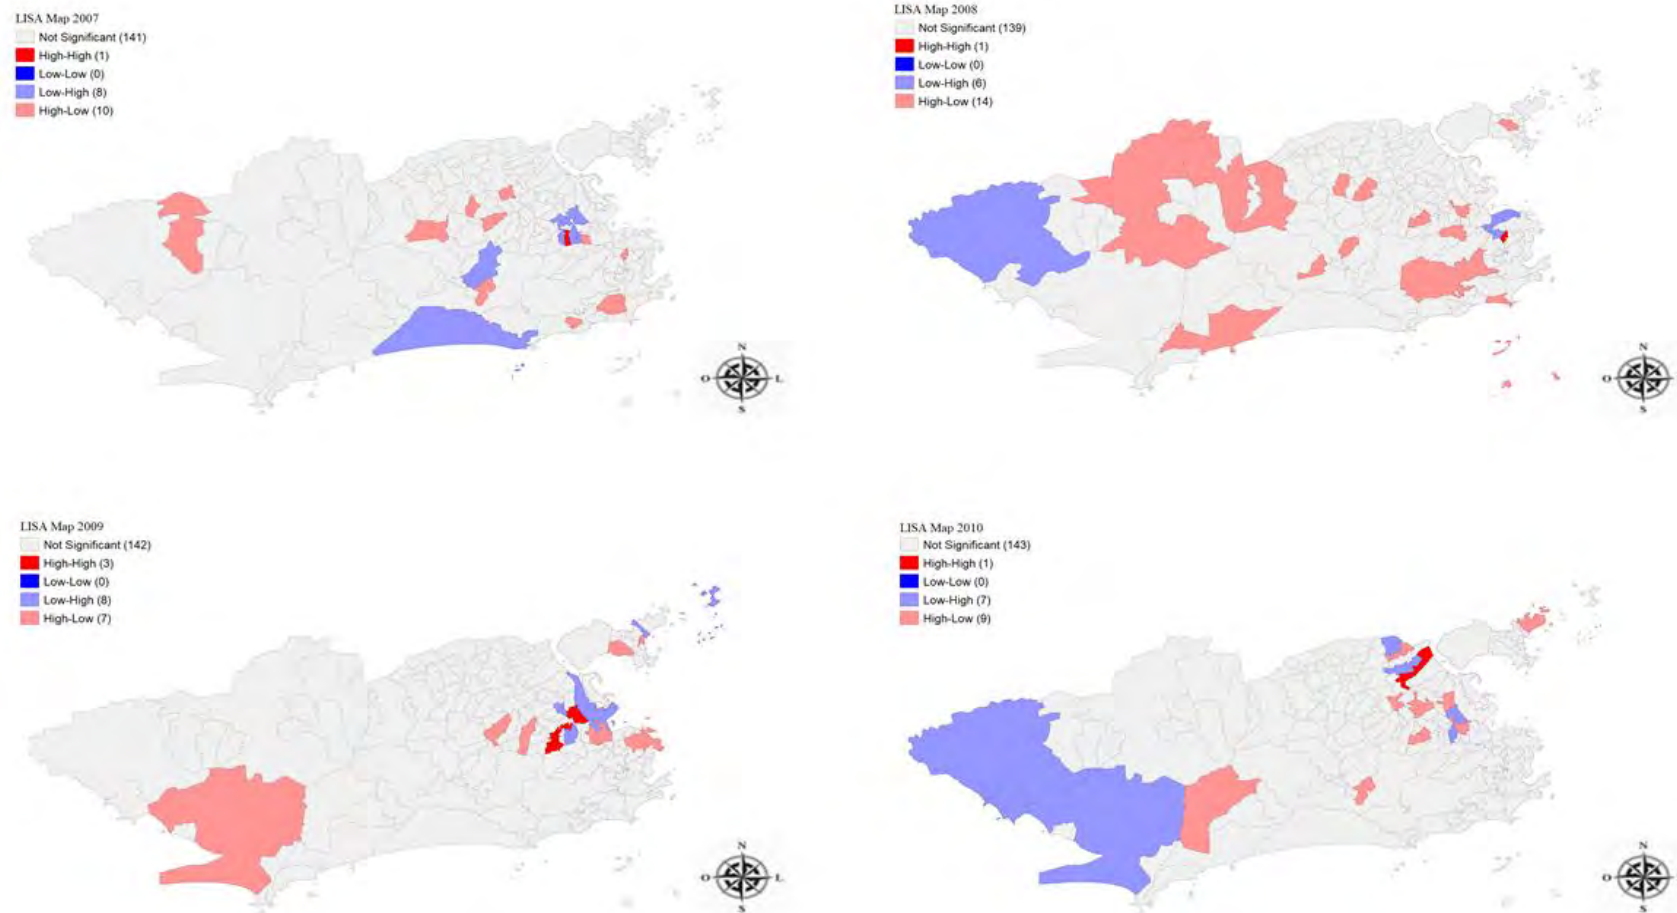 LISA Map 2007
Not Significant (141)
High-High (1)
Low-Low (0)
Low-High (8)
High-Low (10)
N
O
L
S
LISA Map 2008
Not Significant (139)
High-High (1)
Low-Low (0)
Low-High (6)
High-Low (14)
N
O
S
LISA Map 2009
Not Significant (142)
High-High (3)
Low-Low (0)
Low-High (8)
High-Low (7)
N
O
L
S
LISA Map 2010
Not Significant (143)
High-High (1)
Low-Low (0)
Low-High (7)
High-Low (9)
N
O
S